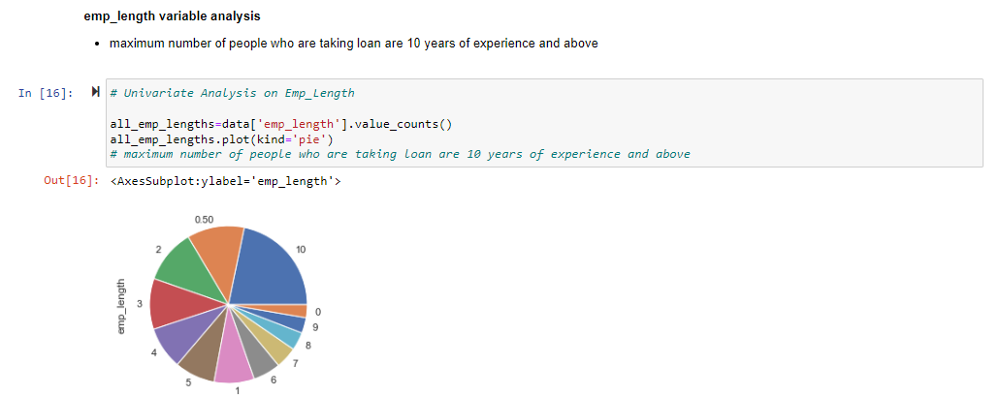 emp_length variable analysis
• maximum number of people who are taking loan are 10 years of experience and above
In [16]:
# Univariate Analysis on Emp_Length
all_emp_lengths=data['emp_length'].value_counts()
all_emp_lengths.plot(kind='pie')
# maximum number of people who are taking loan are 10 years of experience and above
Out[16]: <AxesSubplot:ylabel='emp_length'>
0.50
10
2
3
emp_length
0
9
8
4
7
6
5
1